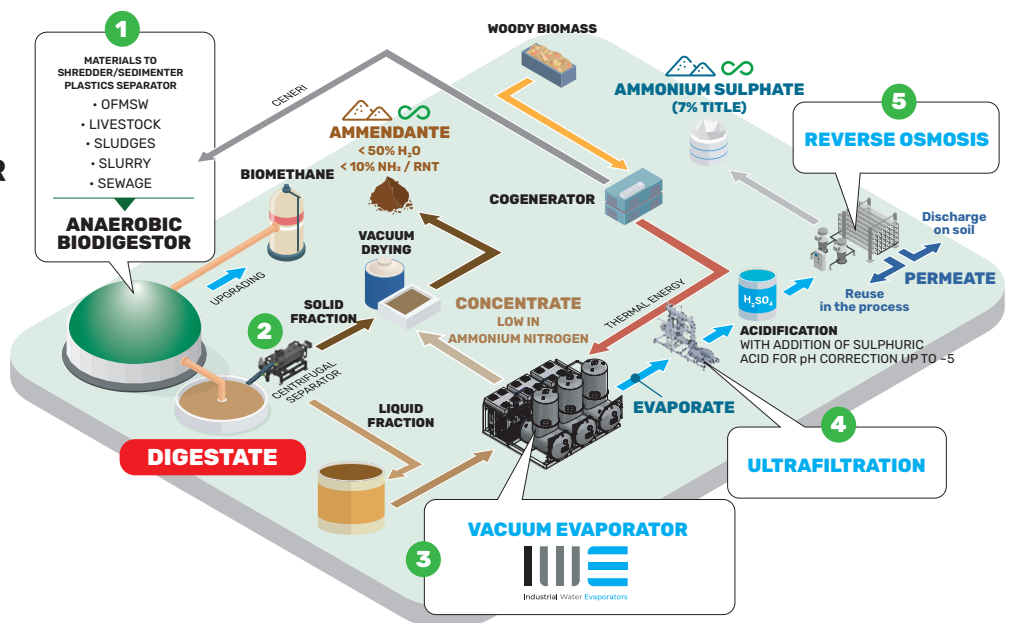 1
MATERIALS TO
SHREDDER/SEDIMENTER
PLASTICS SEPARATOR
• OFMSW
• LIVESTOCK
• SLUDGES
• SLURRY
• SEWAGE
ANAEROBIC
BIODIGESTOR
R
CENERI
WOODY BIOMASS
AMMENDANTE
< 50% H₂O
< 10% NH₃ / RNT
AMMONIUM SULPHATE
(7% TITLE)
5
REVERSE OSMOSIS
BIOMETHANE
UPGRADING
VACUUM
DRYING
COGENERATOR
THERMAL ENERGY
Discharge
on soil
PERMEATE
Reuse
in the process
H₂SO₄
ACIDIFICATION
WITH ADDITION OF SULPHURIC
ACID FOR pH CORRECTION UP TO ~5
2
SOLID
FRACTION
CENTRIFUGAL
SEPARATOR
CONCENTRATE
LOW IN
AMMONIUM NITROGEN
LIQUID
FRACTION
EVAPORATE
DIGESTATE
4
ULTRAFILTRATION
3
VACUUM EVAPORATOR
IWE
Industrial Water Evaporators